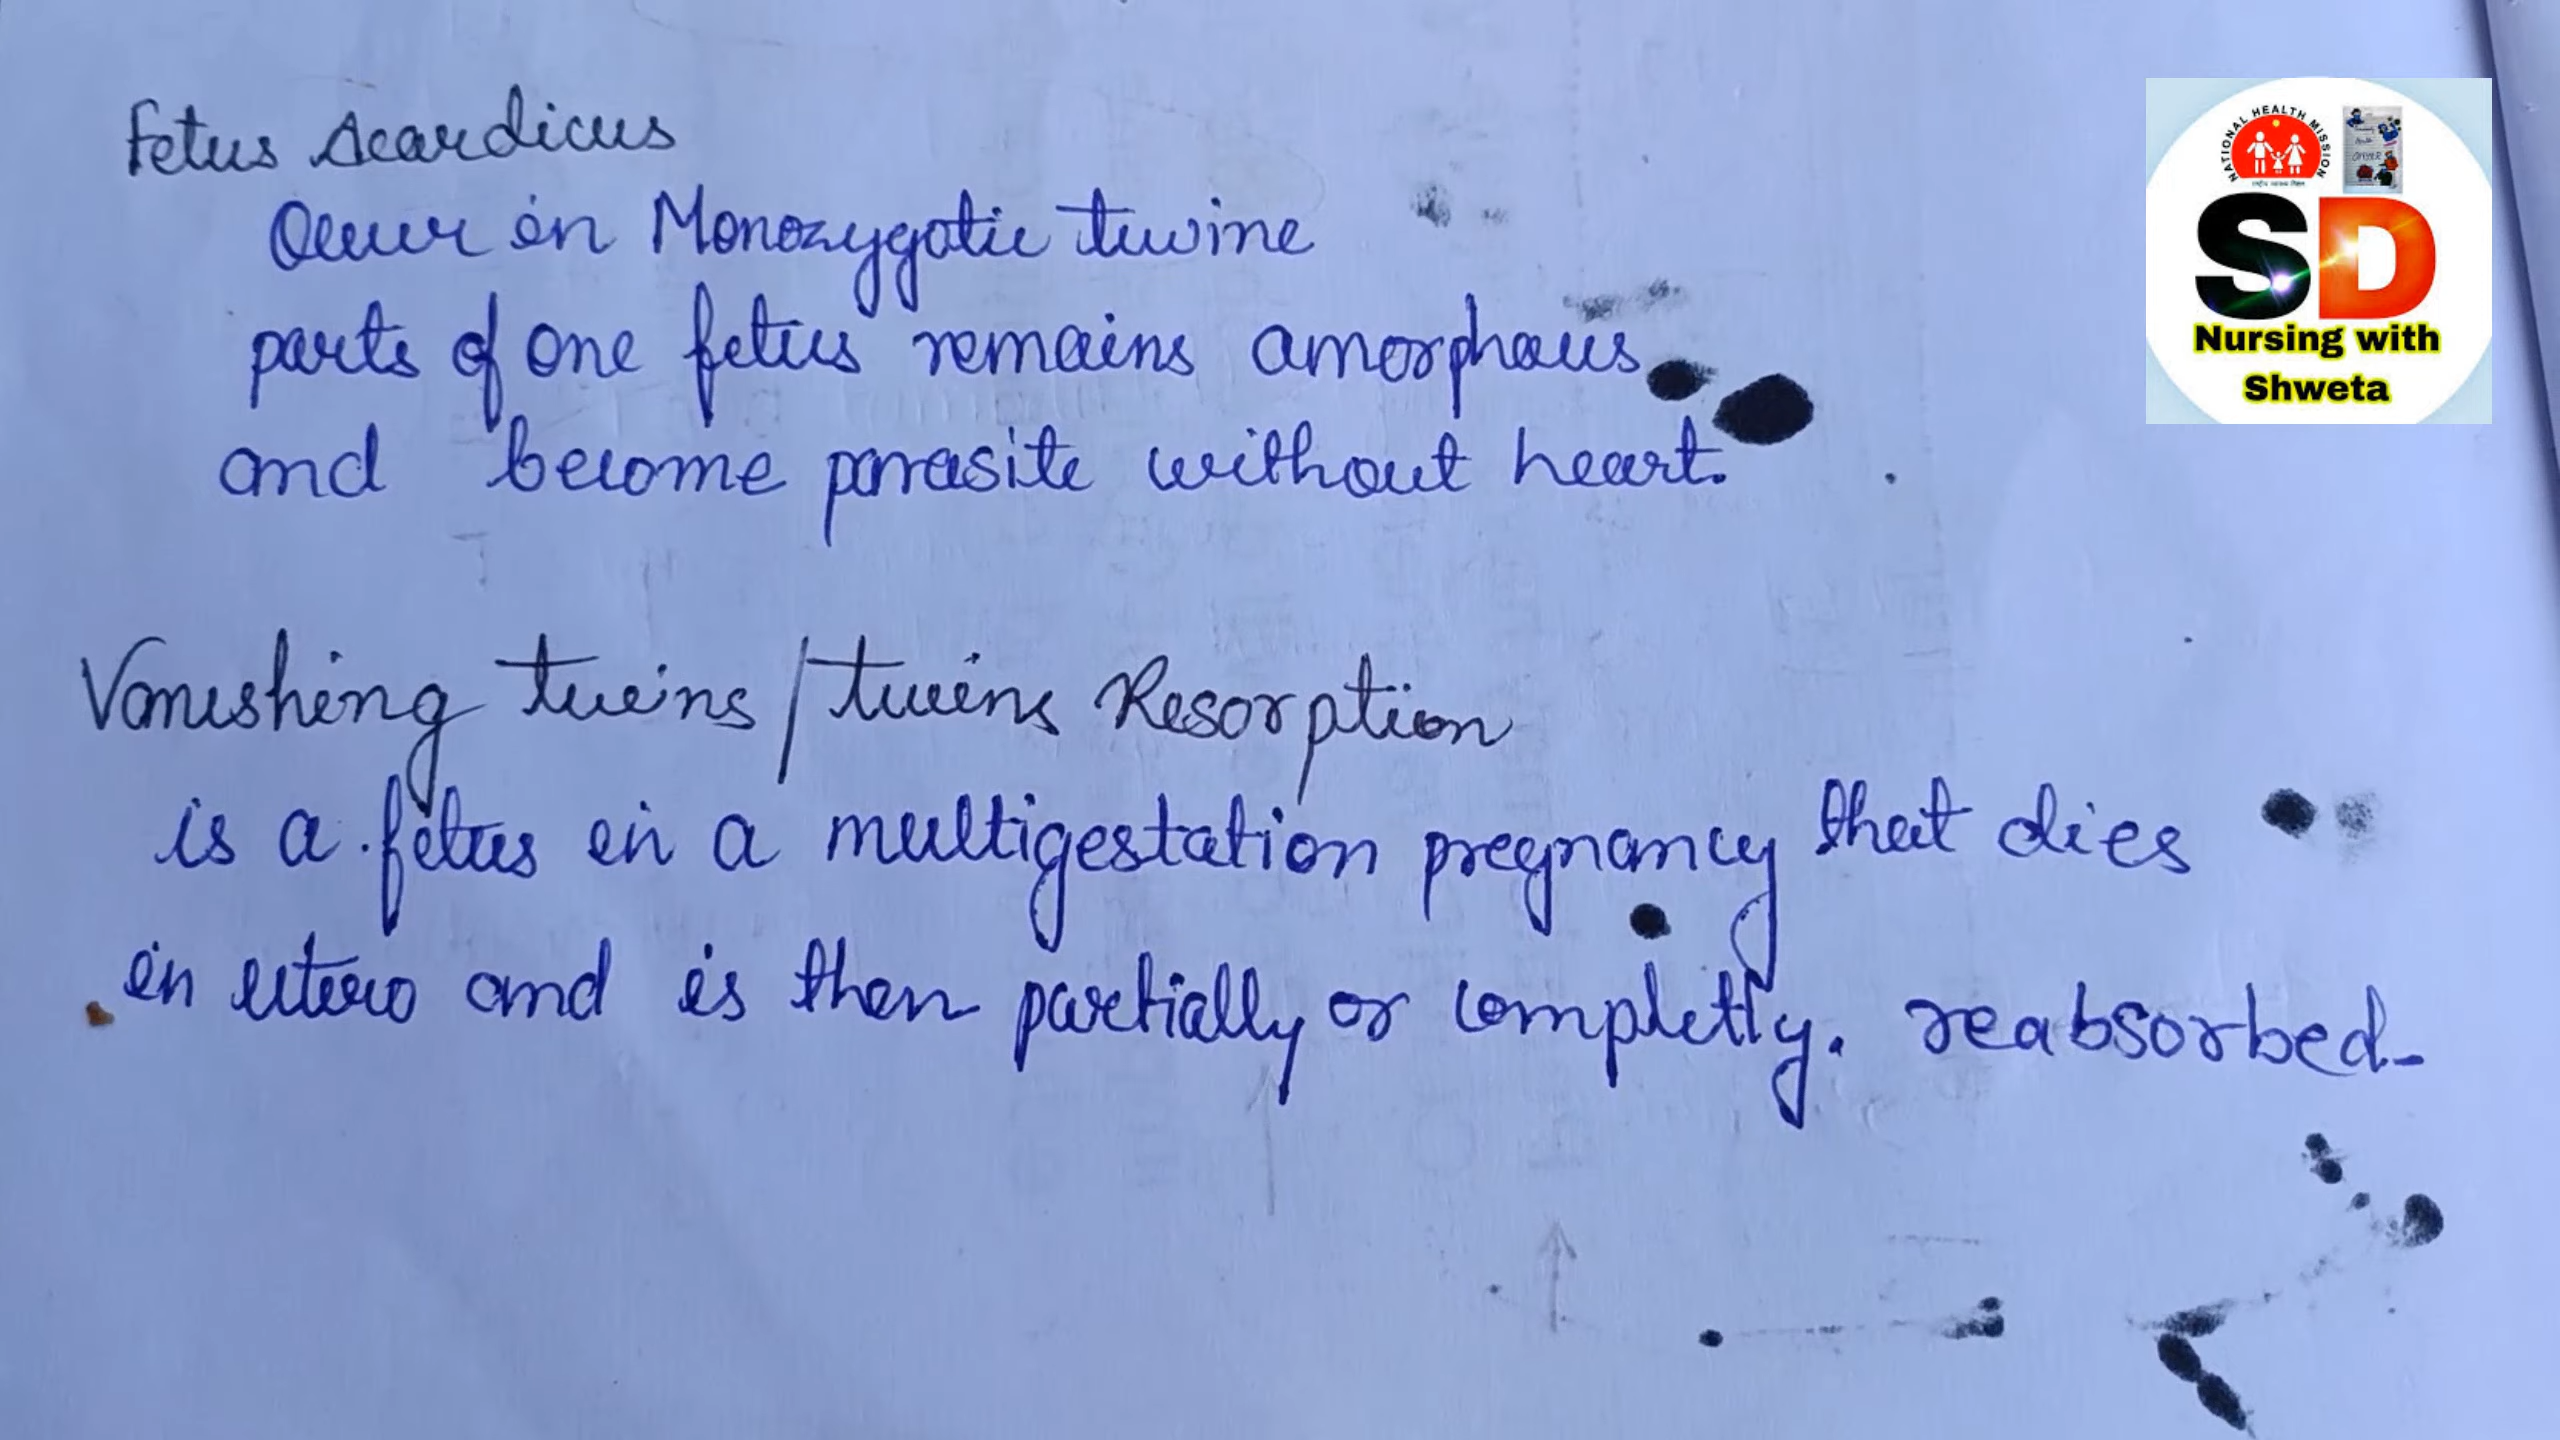 Fetus Acardicus
Occur in Monozygotic twine
parts of one fetus remains amorphous
and become parasite without heart.
Vanishing twins / twins Resorption
is a fetus in a multigestation pregnancy that dies
in utero and is then partially or completly. reabsorbed-
NATIONAL HEALTH MISSION
SD
Nursing with
Shweta